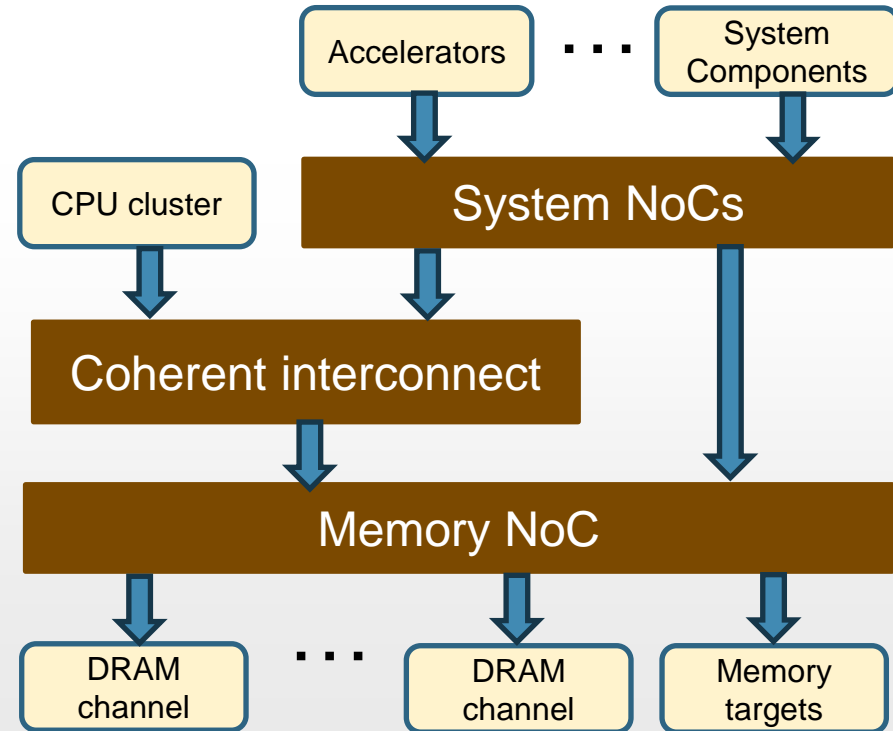 Accelerators
. . .
System
Components
System NoCs
CPU cluster
Coherent interconnect
Memory NoC
DRAM
channel
. . .
DRAM
channel
Memory
targets